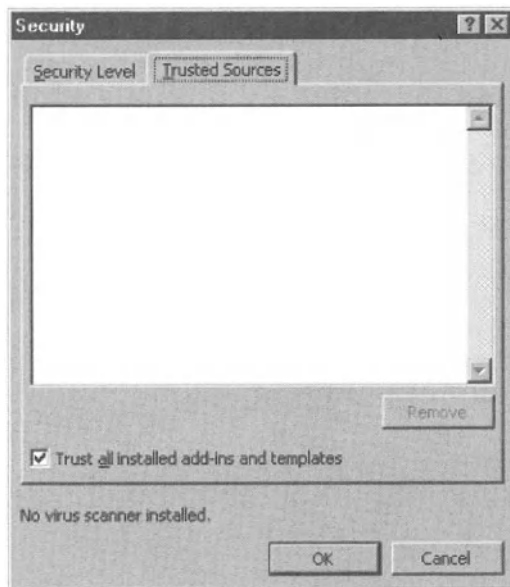 Security
Security Level
Trusted Sources
Remove
Trust all installed add-ins and templates
No virus scanner installed.
OK
Cancel